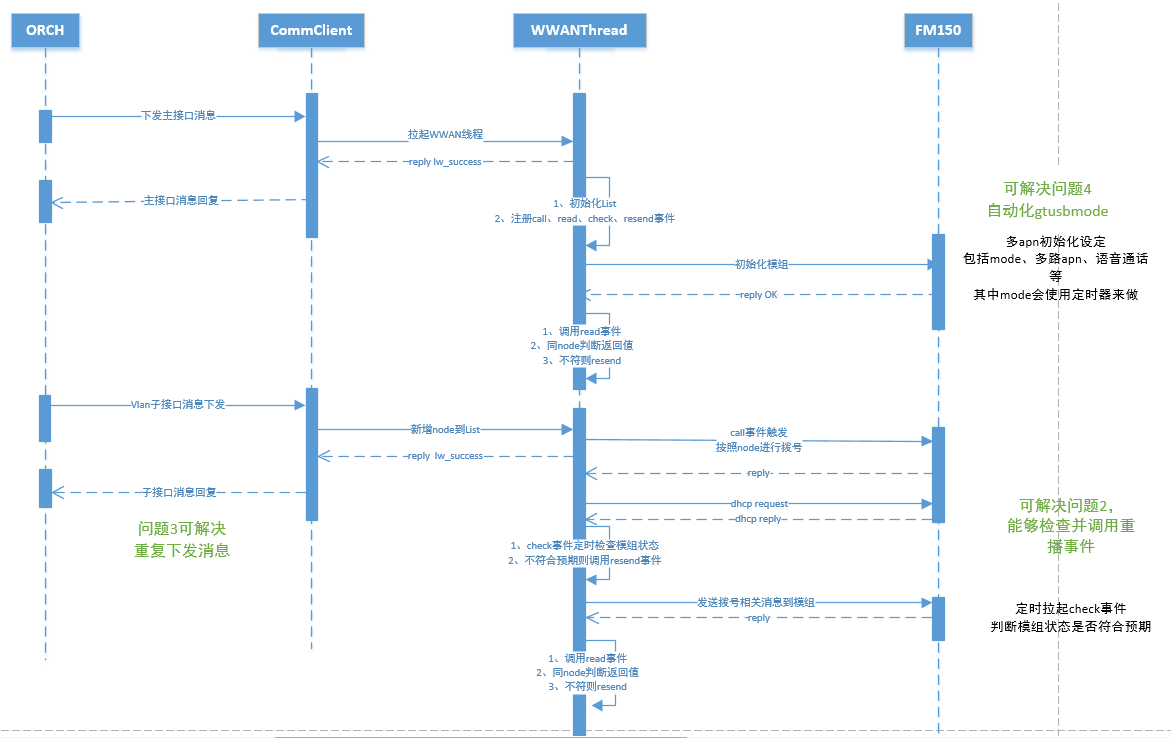 ORCH
CommClient
WWANThread
FM150
下发主接口消息
拉起WWAN线程
reply lw_success
主接口消息回复
1、初始化List
2、注册call、read、check、resend事件
可解决问题4
自动化gtusbmode
初始化模组
reply OK
多apn初始化设定
包括mode、多路apn、语音通话
等
其中mode会使用定时器来做
1、调用read事件
2、同node判断返回值
3、不符则resend
Vlan子接口消息下发
新增node到List
reply lw_success
子接口消息回复
call事件触发
按照node进行拨号
reply
dhcp request
dhcp reply
问题3可解决
重复下发消息
可解决问题2，
能够检查并调用重
播事件
1、check事件定时检查模组状态
2、不符合预期则调用resend事件
发送拨号相关消息到模组
reply
定时拉起check事件
判断模组状态是否符合预期
1、调用read事件
2、同node判断返回值
3、不符则resend